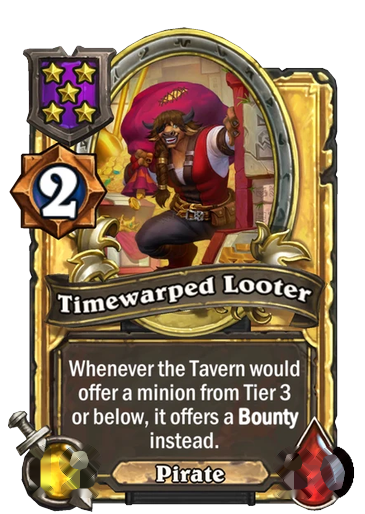 2
Timewarped Looter
Whenever the Tavern would
offer a minion from Tier 3
or below, it offers a Bounty
instead.
Pirate